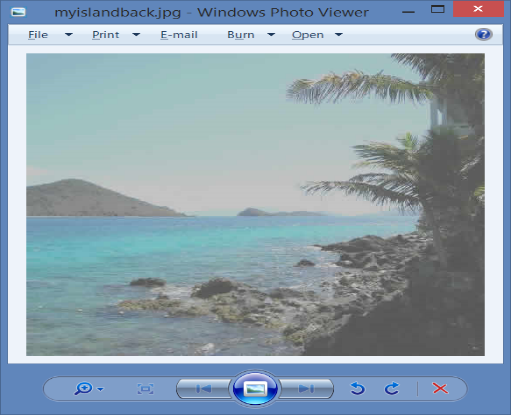 myislandback.jpg - Windows Photo Viewer
File Print E-mail Burn Open ?